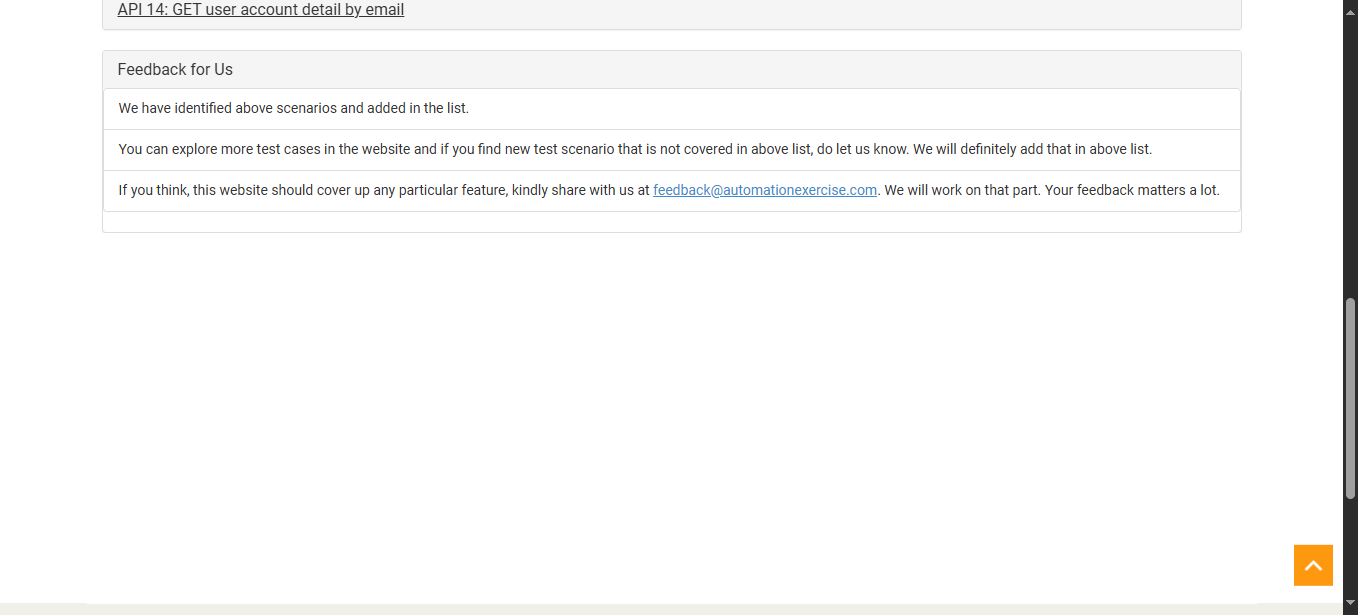 API 14: GET user account detail by email
Feedback for Us
We have identified above scenarios and added in the list.
You can explore more test cases in the website and if you find new test scenario that is not covered in above list, do let us know. We will definitely add that in above list.
If you think, this website should cover up any particular feature, kindly share with us at feedback@automationexercise.com. We will work on that part. Your feedback matters a lot.